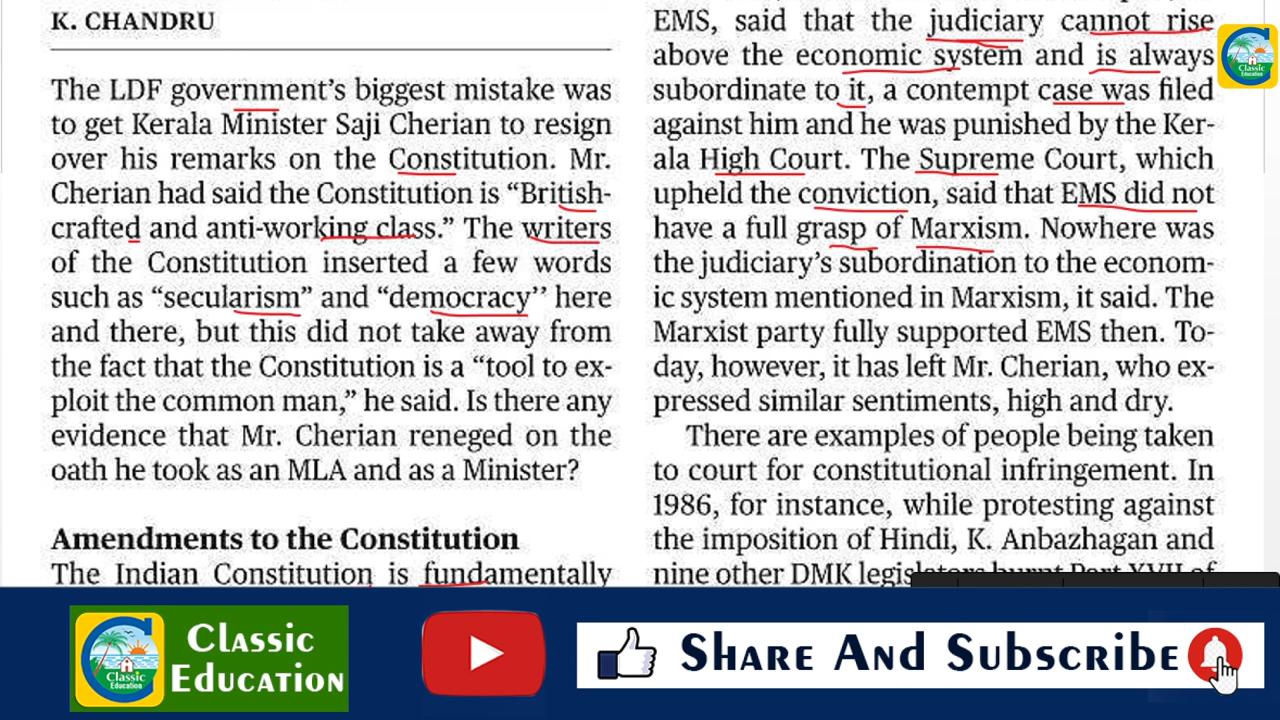 K. CHANDRU
The LDF government's biggest mistake was
to get Kerala Minister Saji Cherian to resign
over his remarks on the Constitution. Mr.
Cherian had said the Constitution is “British-
crafted and anti-working class.” The writers
of the Constitution inserted a few words
such as “secularism” and “democracy’’ here
and there, but this did not take away from
the fact that the Constitution is a “tool to ex-
ploit the common man,” he said. Is there any
evidence that Mr. Cherian reneged on the
oath he took as an MLA and as a Minister?
Amendments to the Constitution
The Indian Constitution is fundamentally
EMS, said that the judiciary cannot rise
above the economic system and is always
subordinate to it, a contempt case was filed
against him and he was punished by the Ker-
ala High Court. The Supreme Court, which
upheld the conviction, said that EMS did not
have a full grasp of Marxism. Nowhere was
the judiciary's subordination to the econom-
ic system mentioned in Marxism, it said. The
Marxist party fully supported EMS then. To-
day, however, it has left Mr. Cherian, who ex-
pressed similar sentiments, high and dry.
There are examples of people being taken
to court for constitutional infringement. In
1986, for instance, while protesting against
the imposition of Hindi, K. Anbazhagan and
nine other DMK legislators burnt Part XVII of
Classic
Education
Classic
Education
Classic
Education
Share And Subscribe